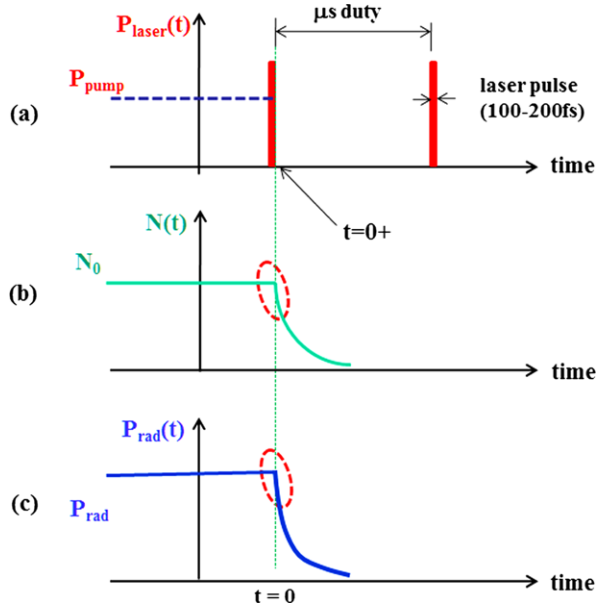 P_laser(t)
μs duty
P_pump
laser pulse
(100-200fs)
(a)
time
t=0+
N(t)
N_0
(b)
time
P_rad(t)
(c)
P_rad
time
t = 0